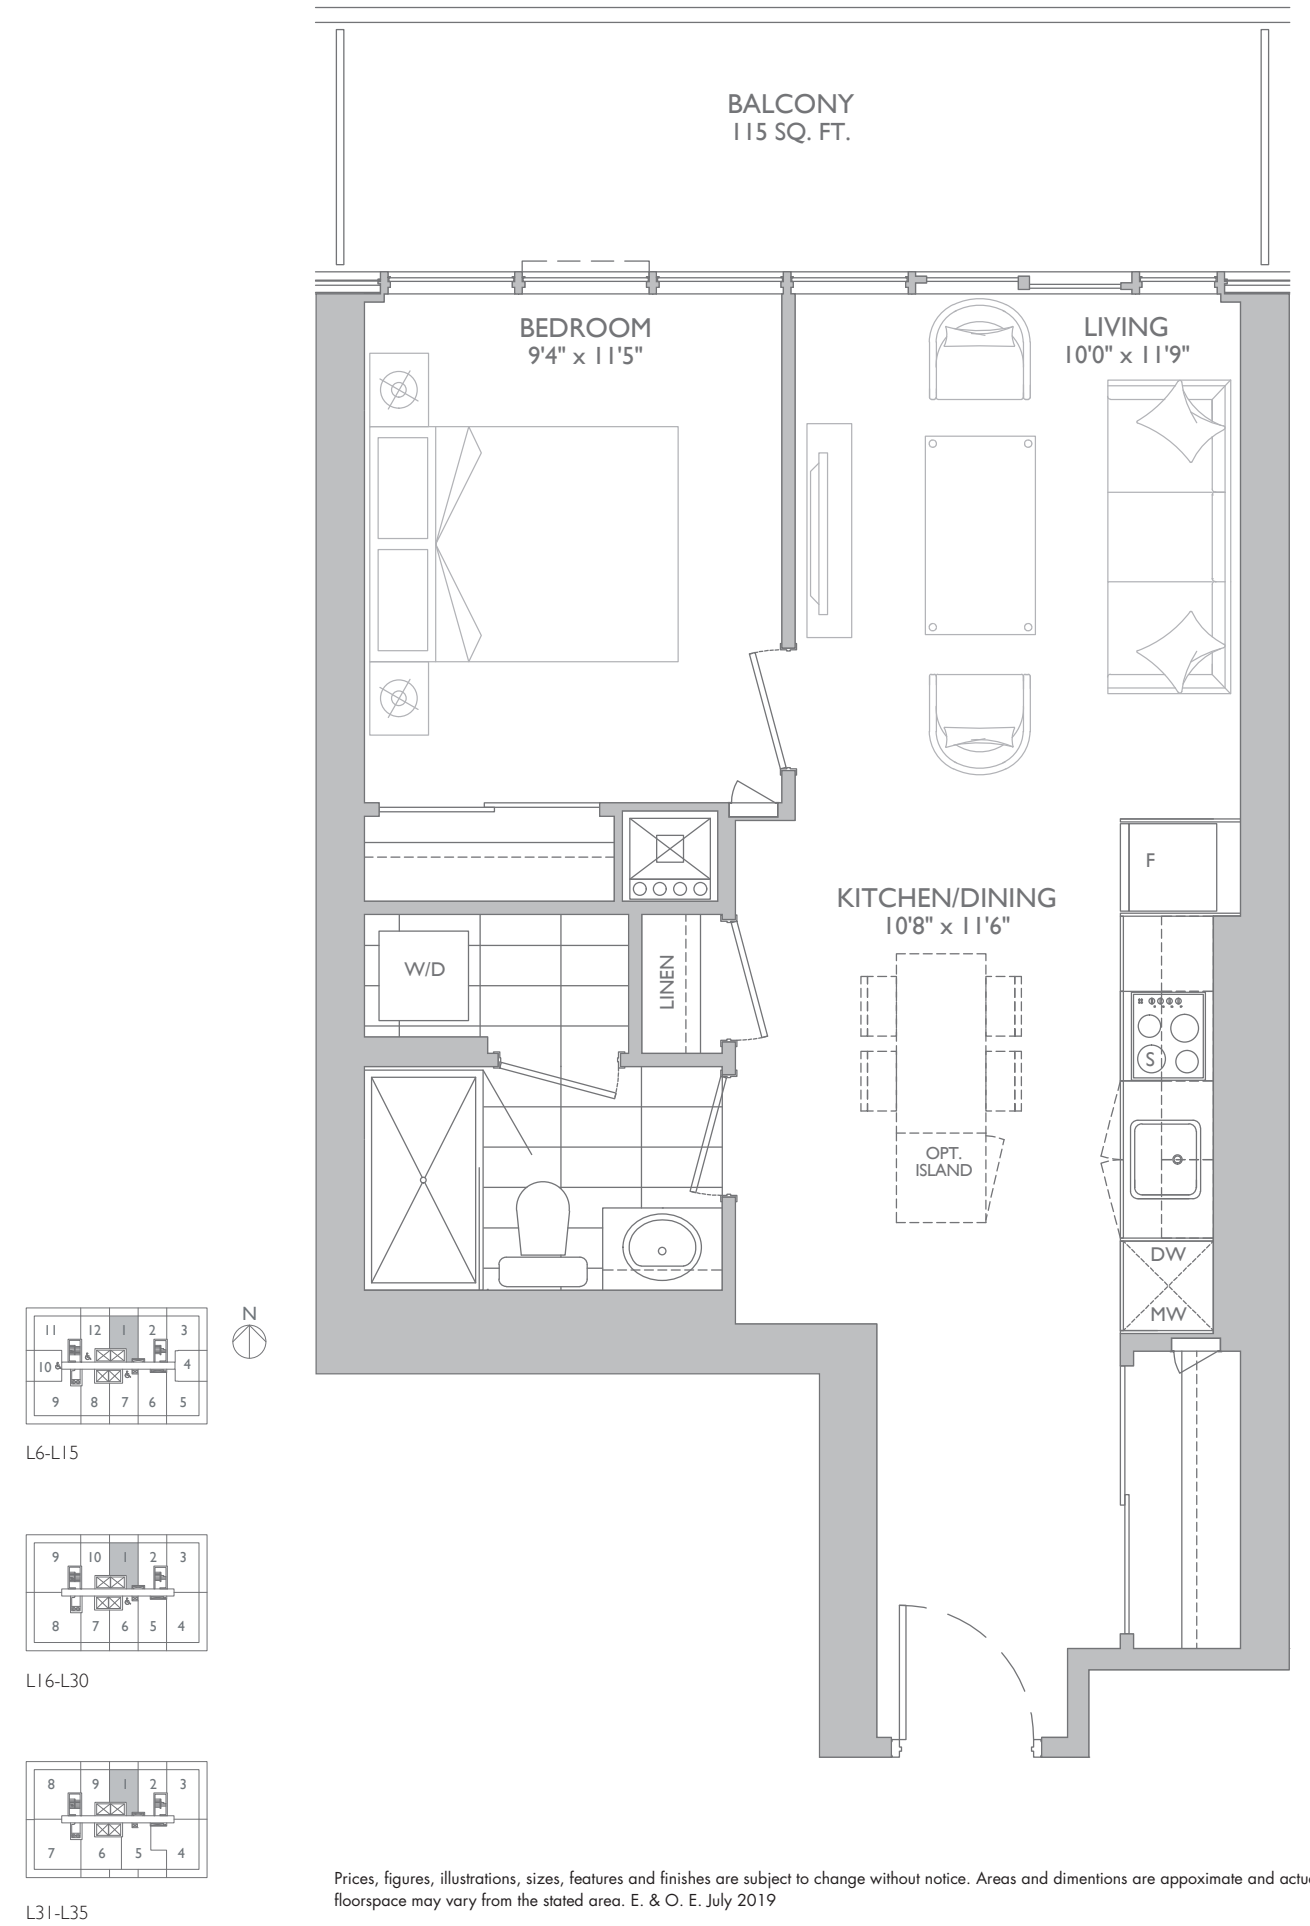 BALCONY
115 SQ. FT.
BEDROOM
9'4" x 11'5"
LIVING
10'0" x 11'9"
F
KITCHEN/DINING
10'8" x 11'6"
W/D
LINEN
S
OPT.
ISLAND
DW
MW
N
11 12 1 2 3
10 4
9 8 7 6 5
L6-L15
9 10 1 2 3
8 7 6 5 4
L16-L30
8 9 1 2 3
7 6 5 4
L31-L35
Prices, figures, illustrations, sizes, features and finishes are subject to change without notice. Areas and dimentions are appoximate and
floorspace may vary from the stated area. E. & O. E. July 2019